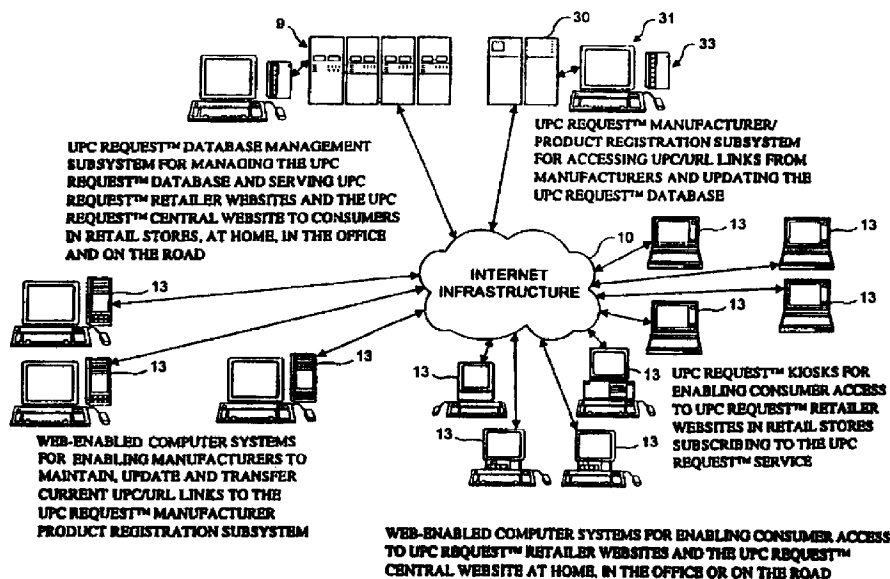 9
30
31
33
UPC REQUEST™ DATABASE MANAGEMENT
SUBSYSTEM FOR MANAGING THE UPC
REQUEST™ DATABASE AND SERVING UPC
REQUEST™ RETAILER WEBSITES AND THE UPC
REQUEST™ CENTRAL WEBSITE TO CONSUMERS
IN RETAIL STORES, AT HOME, IN THE OFFICE
AND ON THE ROAD
UPC REQUEST™ MANUFACTURER/
PRODUCT REGISTRATION SUBSYSTEM
FOR ACCESSING UPC/URL LINKS FROM
MANUFACTURERS AND UPDATING THE
UPC REQUEST™ DATABASE
10
INTERNET
INFRASTRUCTURE
13
13
13
13
13
13
13
13
13
13
13
UPC REQUEST™ KIOSKS FOR
ENABLING CONSUMER ACCESS
TO UPC REQUEST™ RETAILER
WEBSITES IN RETAIL STORES
SUBSCRIBING TO THE UPC
REQUEST™ SERVICE
WEB-ENABLED COMPUTER SYSTEMS
FOR ENABLING MANUFACTURERS TO
MAINTAIN, UPDATE AND TRANSFER
CURRENT UPC/URL LINKS TO THE
UPC REQUEST™ MANUFACTURER
PRODUCT REGISTRATION SUBSYSTEM
WEB-ENABLED COMPUTER SYSTEMS FOR ENABLING CONSUMER ACCESS
TO UPC REQUEST™ RETAILER WEBSITES AND THE UPC REQUEST™
CENTRAL WEBSITE AT HOME, IN THE OFFICE OR ON THE ROAD